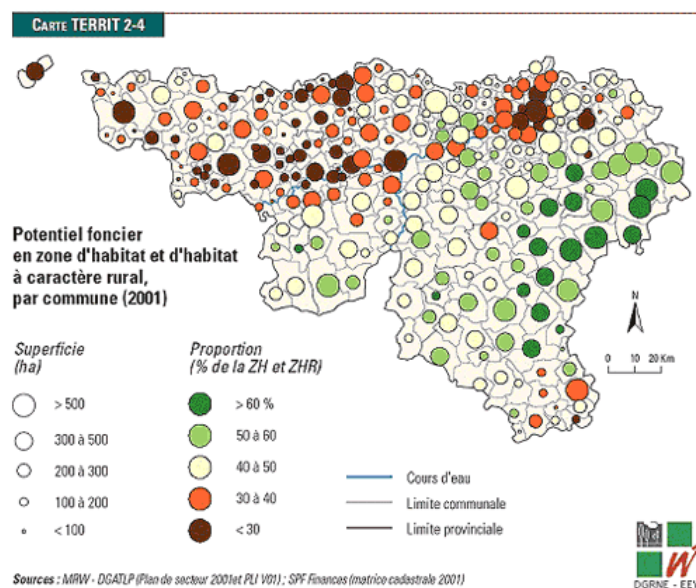 CARTE TERRIT 2-4
Potentiel foncier
en zone d'habitat et d'habitat
à caractère rural,
par commune (2001)
Superficie
(ha)
> 500
300 à 500
200 à 300
100 à 200
< 100
Proportion
(% de la ZH et ZHR)
> 60 %
50 à 60
40 à 50
30 à 40
< 30
Cours d'eau
Limite communale
Limite provinciale
N
0 10 20 Km
Sources : MRW - DGATLP (Plan de secteur 2001et PLI V01) ; SPF Finances (matrice cadastrale 2001)
DGRNE - EEW